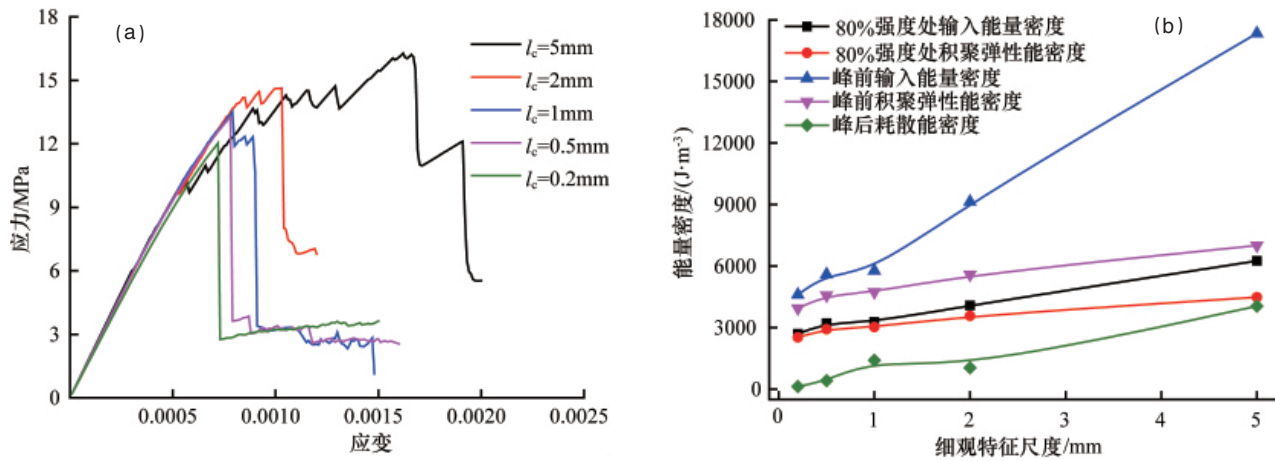 (a)
18
15
12
9
6
3
0
应力/MPa
0.0005
0.0010
0.0015
0.0020
0.0025
应变
lc=5mm
lc=2mm
lc=1mm
lc=0.5mm
lc=0.2mm
(b)
18000
15000
12000
9000
6000
3000
0
能量密度/(J·m⁻³)
80%强度处输入能量密度
80%强度处积聚弹性能密度
峰前输入能量密度
峰前积聚弹性能密度
峰后耗散能密度
0
1
2
3
4
5
细观特征尺度/mm